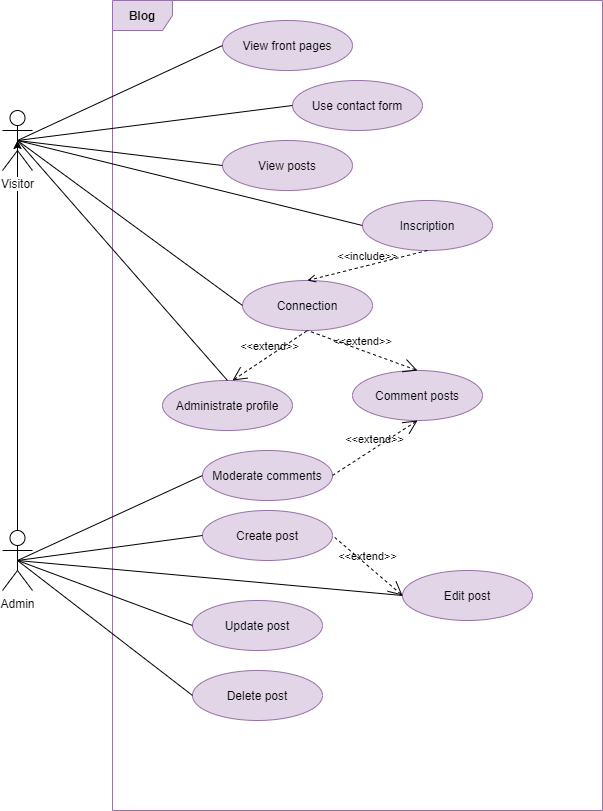 Blog
View front pages
Use contact form
View posts
Visitor
Inscription
<<include>>
Connection
<<extend>>
<<extend>>
Administrate profile
Comment posts
<<extend>>
Moderate comments
Create post
<<extend>>
Edit post
Admin
Update post
Delete post